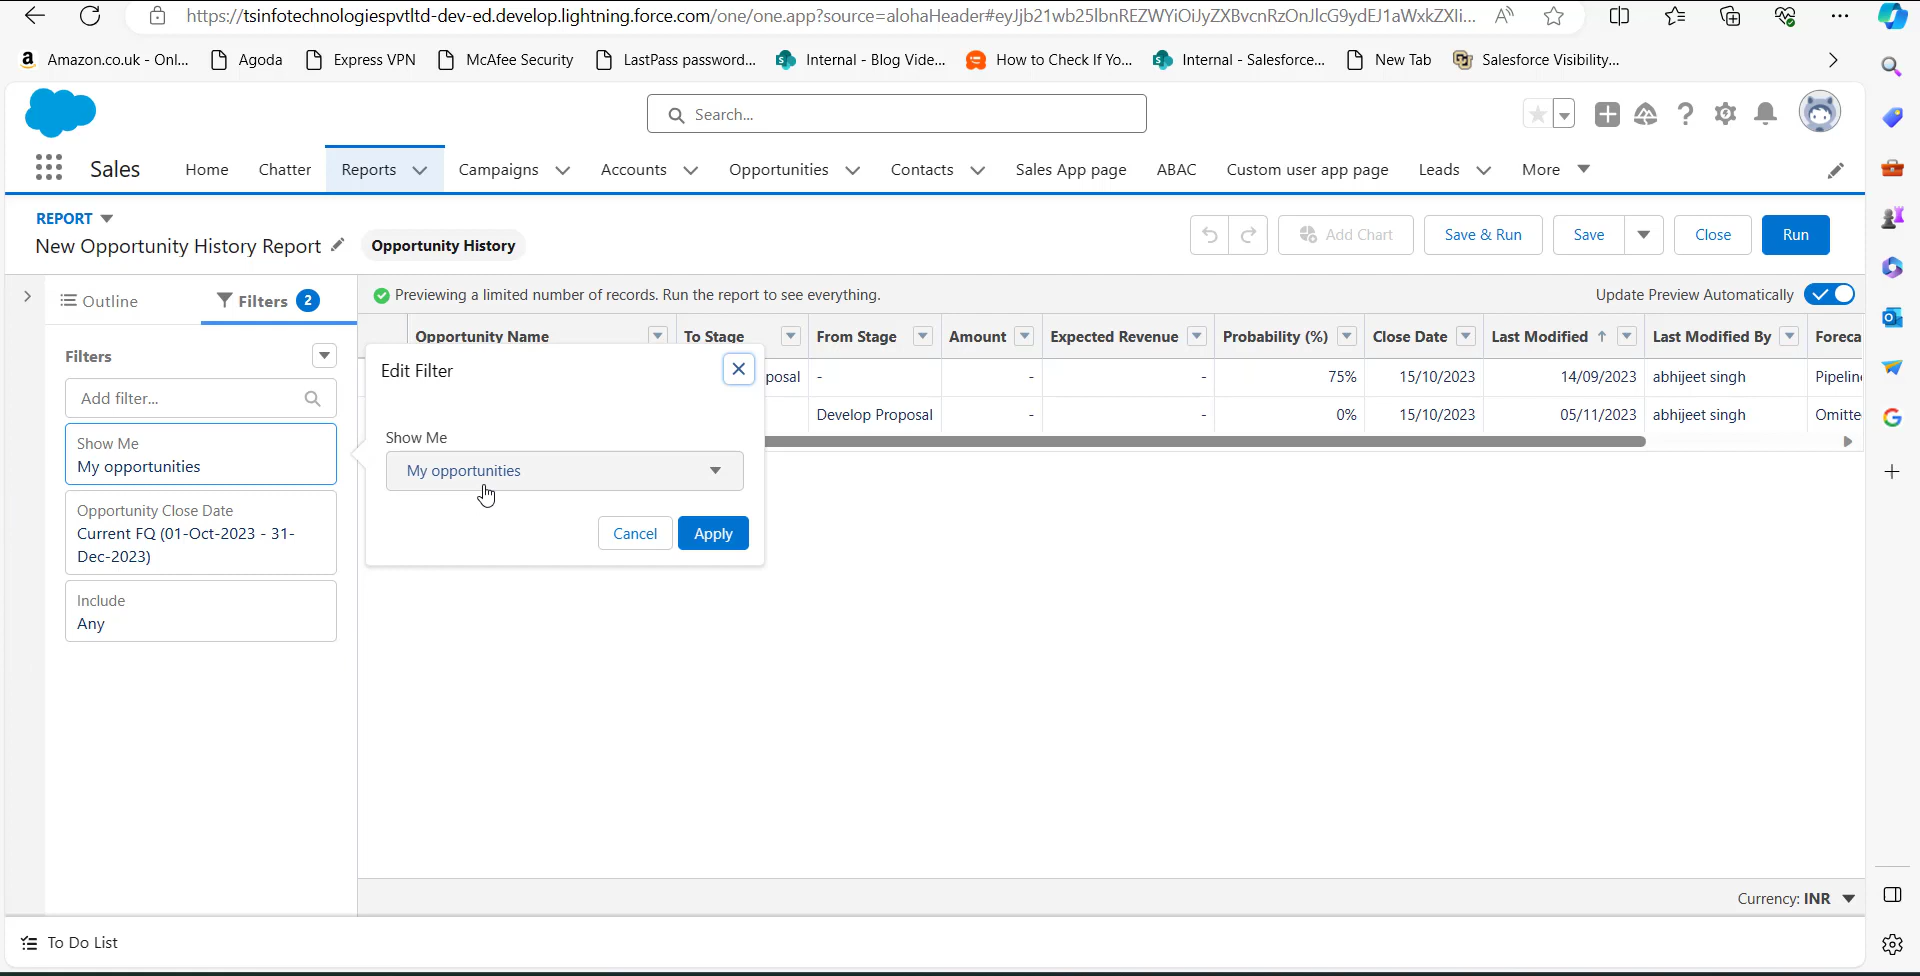 https://tsinfotechnologiespvtltd-dev-ed.develop.lightning.force.com/one/one.app?source=alohaHeader#eyJjb21wb25lbnREZWYiOiJyZXBvcnRzOnJlcG9ydEJ1aWxkZXIi...
Amazon.co.uk - Onl...
Agoda
Express VPN
McAfee Security
LastPass password...
Internal - Blog Vide...
How to Check If Yo...
Internal - Salesforce...
New Tab
Salesforce Visibility...
Search...
Sales
Home
Chatter
Reports
Campaigns
Accounts
Opportunities
Contacts
Sales App page
ABAC
Custom user app page
Leads
More
REPORT
New Opportunity History Report
Opportunity History
Add Chart
Save & Run
Save
Close
Run
Outline
Filters 2
Previewing a limited number of records. Run the report to see everything.
Update Preview Automatically
Filters
Add filter...
Show Me
My opportunities
Opportunity Close Date
Current FQ (01-Oct-2023 - 31-
Dec-2023)
Include
Any
Opportunity Name To Stage From Stage Amount Expected Revenue Probability (%) Close Date Last Modified Last Modified By Foreca
posal - - - 75% 15/10/2023 14/09/2023 abhijeet singh Pipelin
Develop Proposal - - 0% 15/10/2023 05/11/2023 abhijeet singh Omitte
Edit Filter
Show Me
My opportunities
Cancel
Apply
Currency: INR
To Do List